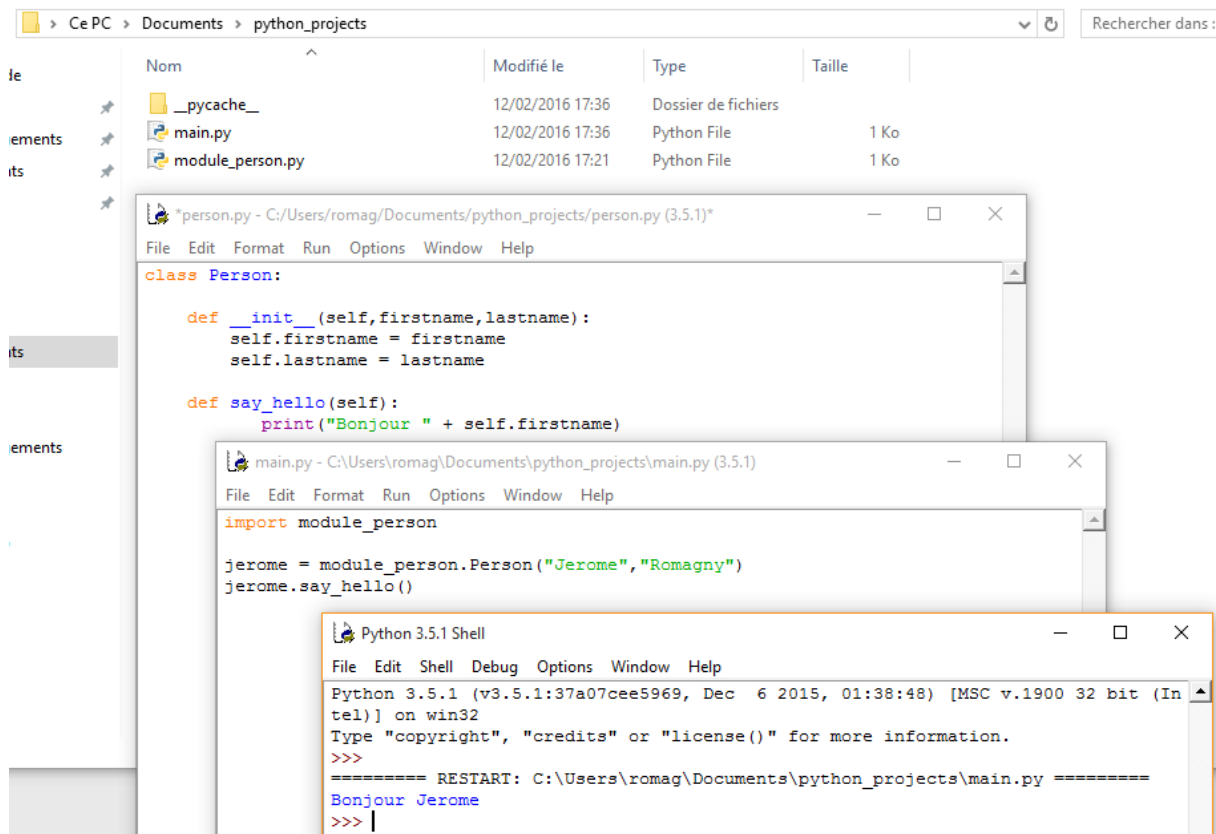 Ce PC > Documents > python_projects
Rechercher dans :
Nom Modifié le Type Taille
__pycache__ 12/02/2016 17:36 Dossier de fichiers
main.py 12/02/2016 17:36 Python File 1 Ko
module_person.py 12/02/2016 17:21 Python File 1 Ko
*person.py - C:/Users/romag/Documents/python_projects/person.py (3.5.1)*
File Edit Format Run Options Window Help
class Person:
def __init__(self,firstname,lastname):
self.firstname = firstname
self.lastname = lastname
def say_hello(self):
print("Bonjour " + self.firstname)
main.py - C:\Users\romag\Documents\python_projects\main.py (3.5.1)
File Edit Format Run Options Window Help
import module_person
jerome = module_person.Person("Jerome","Romagny")
jerome.say_hello()
Python 3.5.1 Shell
File Edit Shell Debug Options Window Help
Python 3.5.1 (v3.5.1:37a07cee5969, Dec  6 2015, 01:38:48) [MSC v.1900 32 bit (In
tel)] on win32
Type "copyright", "credits" or "license()" for more information.
>>>
========= RESTART: C:\Users\romag\Documents\python_projects\main.py =========
Bonjour Jerome
>>>